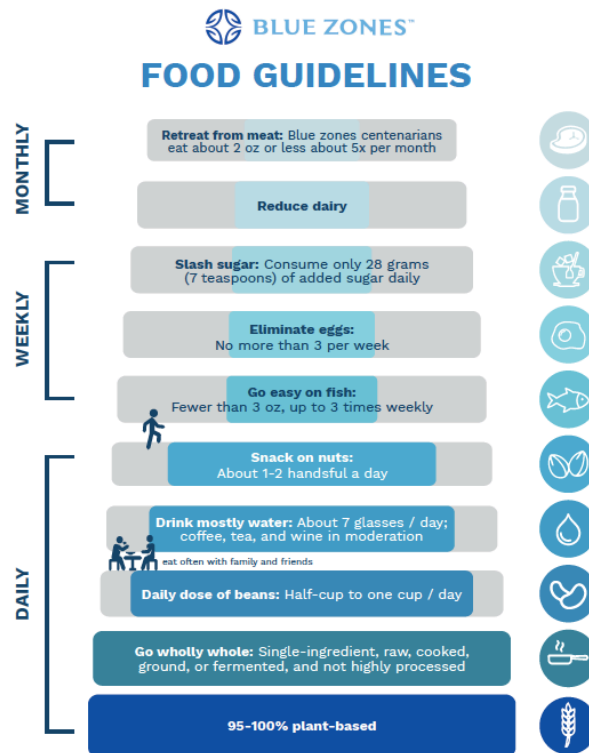 BLUE ZONES™
FOOD GUIDELINES
MONTHLY
Retreat from meat: Blue zones centenarians
eat about 2 oz or less about 5x per month
Reduce dairy
WEEKLY
Slash sugar: Consume only 28 grams
(7 teaspoons) of added sugar daily
Eliminate eggs:
No more than 3 per week
Go easy on fish:
Fewer than 3 oz, up to 3 times weekly
DAILY
Snack on nuts:
About 1-2 handsful a day
Drink mostly water: About 7 glasses / day;
coffee, tea, and wine in moderation
eat often with family and friends
Daily dose of beans: Half-cup to one cup / day
Go wholly whole: Single-ingredient, raw, cooked,
ground, or fermented, and not highly processed
95-100% plant-based